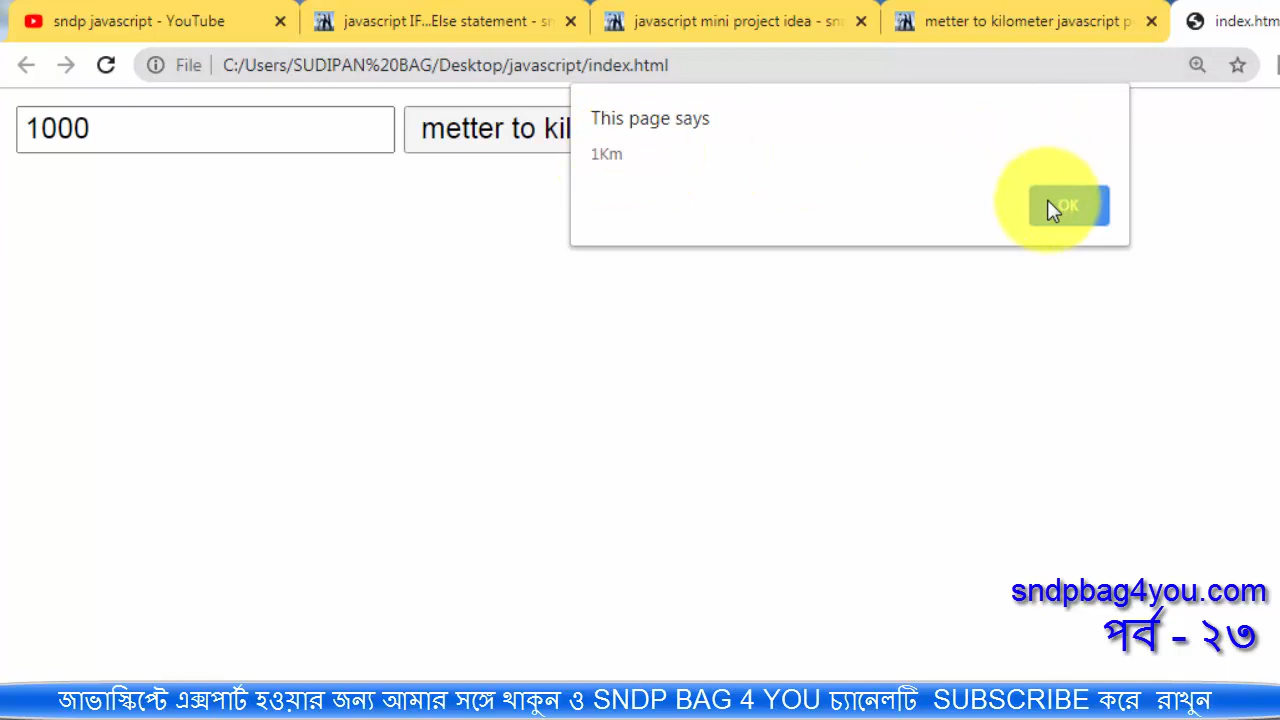 sndp javascript - YouTube
javascript IF...Else statement - sn
javascript mini project idea - snd
metter to kilometer javascript p
index.htm
File
C:/Users/SUDIPAN%20BAG/Desktop/javascript/index.html
1000
metter to kil
This page says
1Km
OK
sndpbag4you.com
পর্ব - ২৩
জাভাস্ক্রিপ্টে এক্সপার্ট হওয়ার জন্য আমার সঙ্গে থাকুন ও SNDP BAG 4 YOU চ্যানেলটি SUBSCRIBE করে রাখুন